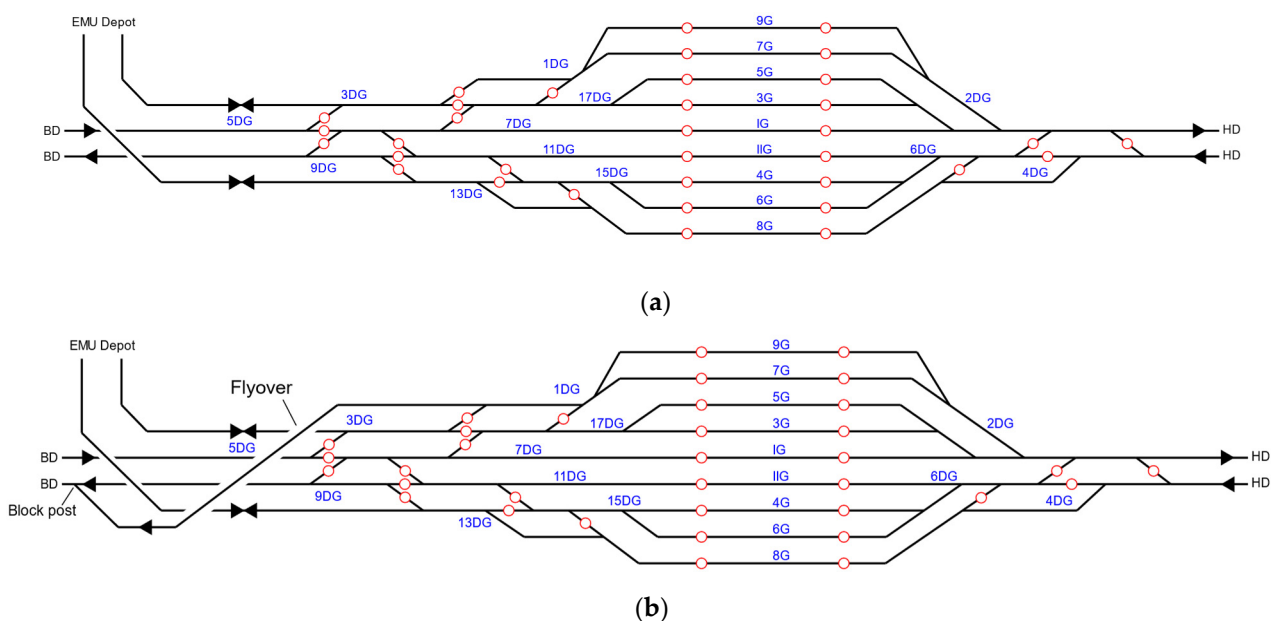 EMU Depot
9G
7G
1DG
5G
3DG
17DG
3G
2DG
5DG
BD
7DG
IG
HD
BD
11DG
IIG
6DG
HD
9DG
15DG
4G
4DG
13DG
6G
8G
(a)
EMU Depot
9G
Flyover
7G
1DG
5G
3DG
17DG
3G
2DG
5DG
BD
7DG
IG
HD
BD
11DG
IIG
6DG
HD
Block post
9DG
15DG
4G
4DG
13DG
6G
8G
(b)